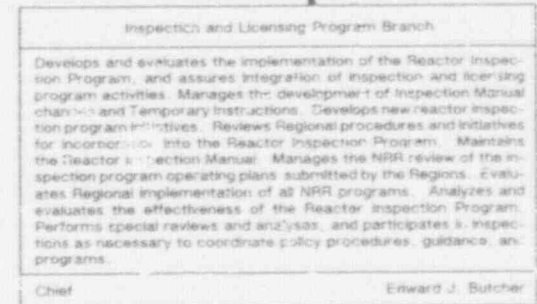 Inspection and Licensing Program Branch
Develops and evaluates the implementation of the Reactor Inspec-
tion Program, and assures integration of inspection and licensing
program activities. Manages the development of Inspection Manual
and Temporary Instructions. Develops new reactor inspec-
tion program initiatives. Reviews Regional procedures and initiatives
for into the Reactor Inspection Program. Maintains
the Reactor Inspection Manual. Manages the NRR review of the in-
spection program operating plans submitted by the Regions. Evalu-
ates Regional implementation of all NRR programs. Analyzes and
evaluates the effectiveness of the Reactor Inspection Program.
Performs special reviews and analyses, and participates in inspec-
tions as necessary to coordinate policy procedures, guidance, and
programs.
Chief Edward J. Butcher